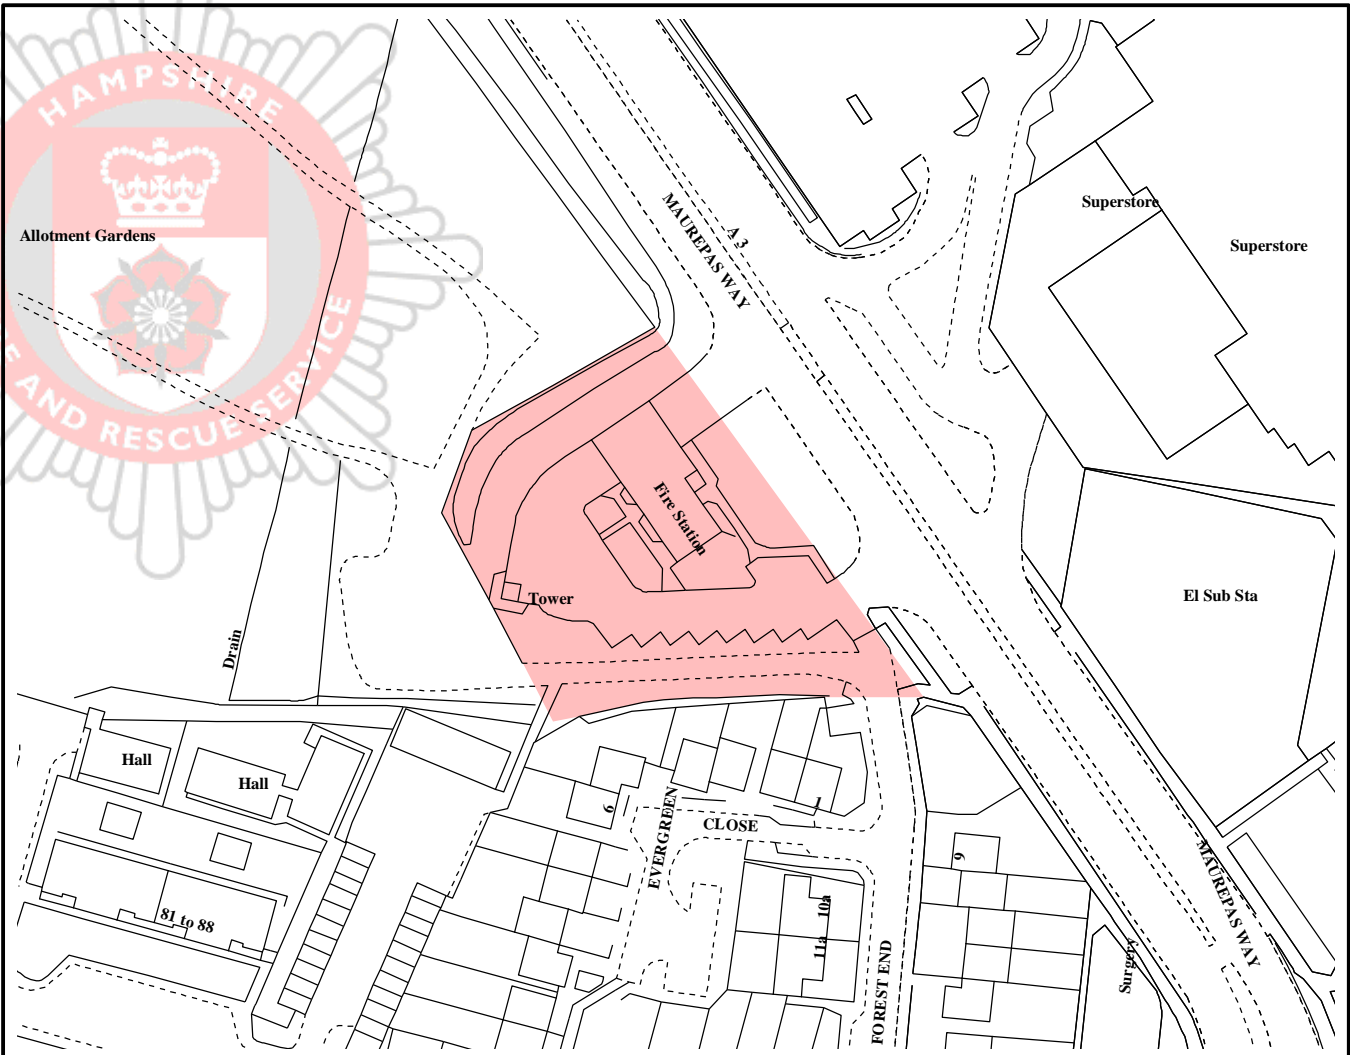 HAMPSHIRE
FIRE AND RESCUE SERVICE
Allotment Gardens
A 3
MAUREPAS WAY
Superstore
Superstore
Fire Station
Tower
El Sub Sta
Drain
Hall
Hall
6
EVERGREEN
CLOSE
1
9
81 to 88
10a
11a
FOREST END
Surgery
MAUREPAS WAY